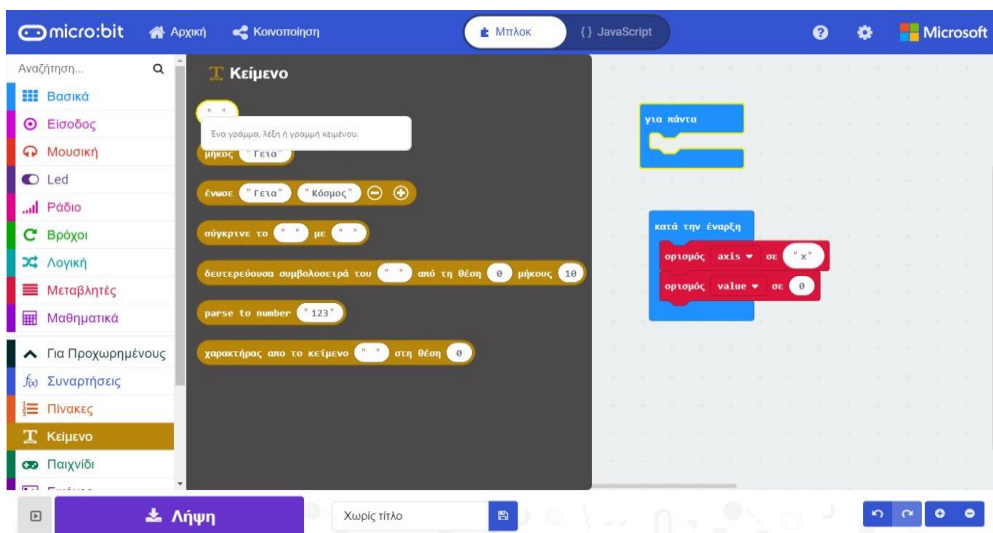 micro:bit Αρχική Κοινοποίηση Μπλοκ {} JavaScript ? Microsoft
Αναζήτηση...
Βασικά
Είσοδος
Μουσική
Led
Ράδιο
Βρόχοι
Λογική
Μεταβλητές
Μαθηματικά
Για Προχωρημένους
f(x) Συναρτήσεις
Πίνακες
Κείμενο
Παιχνίδι
Κείμενο
" "
Ένα γράμμα, λέξη ή γραμμή κειμένου.
μήκος "Γεια"
ένωσε "Γεια" "Κόσμος"
σύγκρινε το " " με " "
δευτερεύουσα συμβολοσειρά του " " από τη θέση 0 μήκους 10
parse to number "123"
χαρακτήρας απο το κείμενο " " στη θέση 0
για πάντα
κατά την έναρξη
ορισμός axis σε "x"
ορισμός value σε 0
Λήψη
Χωρίς τίτλο